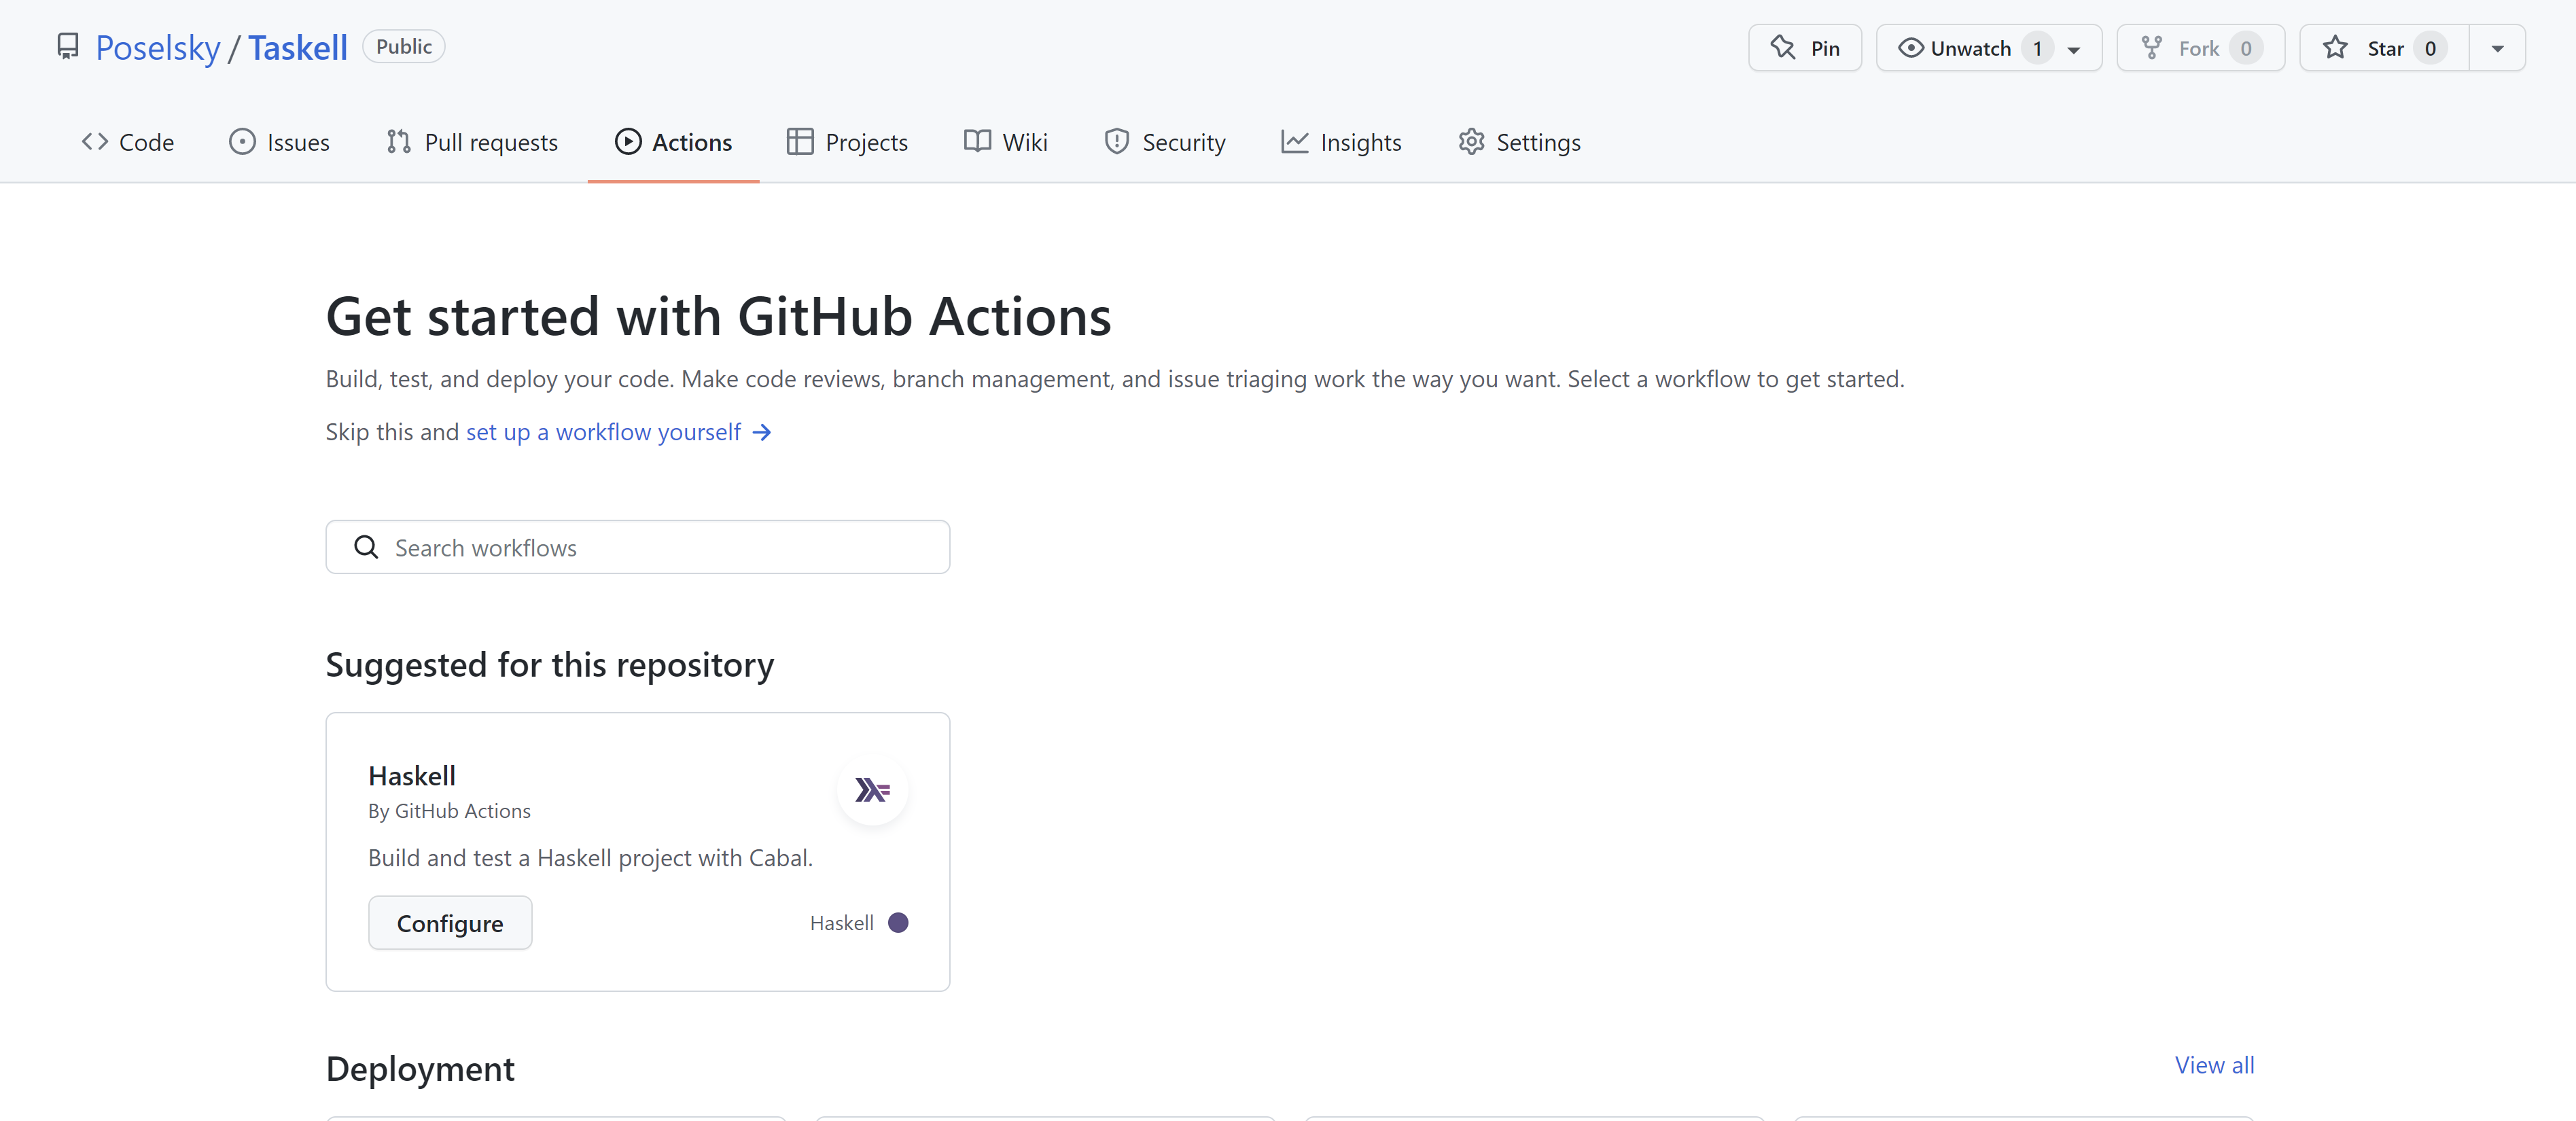 Poselsky / Taskell Public Pin Unwatch 1 Fork 0 Star 0
Code Issues Pull requests Actions Projects Wiki Security Insights Settings
Get started with GitHub Actions
Build, test, and deploy your code. Make code reviews, branch management, and issue triaging work the way you want. Select a workflow to get started.
Skip this and set up a workflow yourself →
Search workflows
Suggested for this repository
Haskell
By GitHub Actions
Build and test a Haskell project with Cabal.
Configure Haskell
Deployment View all